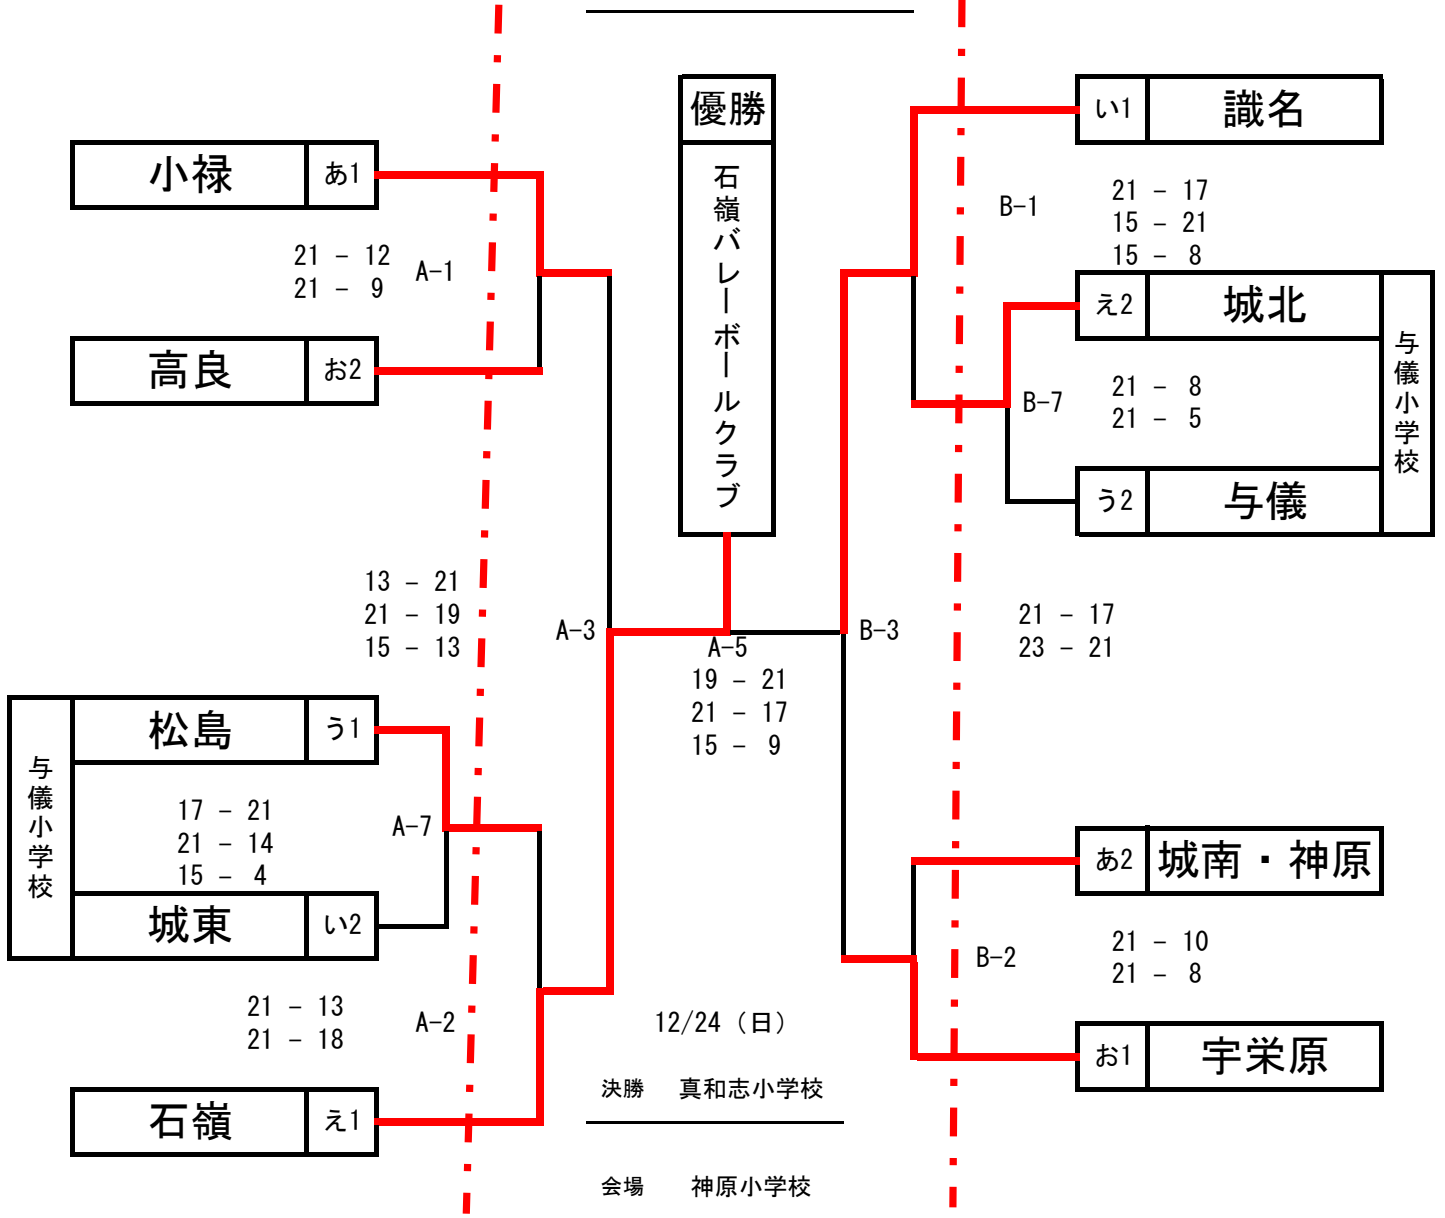 優勝
石嶺バレーボールクラブ
小禄 あ1
21 － 12
21 － 9
A－1
高良 お2
13 － 21
21 － 19
15 － 13
A－3
与儀小学校
松島 う1
17 － 21
21 － 14
15 － 4
A－7
城東 い2
21 － 13
21 － 18
A－2
石嶺 え1
A－5
19 － 21
21 － 17
15 － 9
12/24（日）
決勝 真和志小学校
会場 神原小学校
い1 識名
B－1
21 － 17
15 － 21
15 － 8
え2 城北
B－7
21 － 8
21 － 5
う2 与儀
与儀小学校
B－3
21 － 17
23 － 21
あ2 城南・神原
B－2
21 － 10
21 － 8
お1 宇栄原